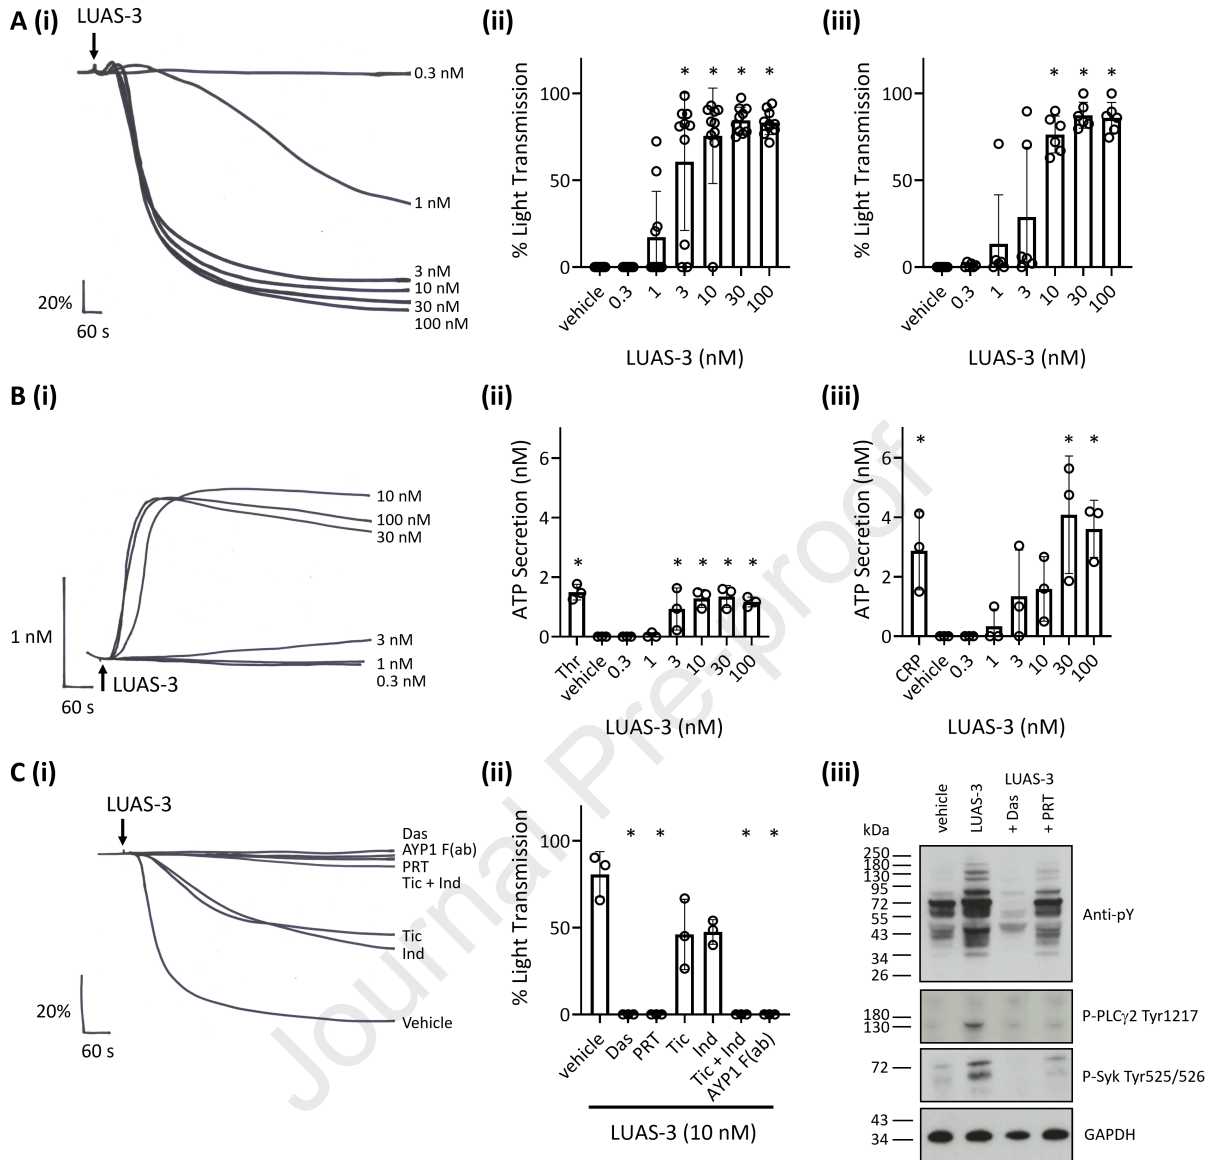 A (i)
LUAS-3
0.3 nM
1 nM
3 nM
10 nM
30 nM
100 nM
20%
60 s
(ii)
% Light Transmission
100
50
0
*
*
*
*
vehicle
0.3
1
3
10
30
100
LUAS-3 (nM)
(iii)
% Light Transmission
100
50
0
*
*
*
vehicle
0.3
1
3
10
30
100
LUAS-3 (nM)
B (i)
10 nM
100 nM
30 nM
3 nM
1 nM
0.3 nM
1 nM
LUAS-3
60 s
(ii)
ATP Secretion (nM)
6
4
2
0
*
*
*
*
*
Thr
vehicle
0.3
1
3
10
30
100
LUAS-3 (nM)
(iii)
ATP Secretion (nM)
6
4
2
0
*
*
*
CRP
vehicle
0.3
1
3
10
30
100
LUAS-3 (nM)
C (i)
LUAS-3
Das
AYP1 F(ab)
PRT
Tic + Ind
Tic
Ind
Vehicle
20%
60 s
(ii)
% Light Transmission
100
50
0
*
*
*
*
vehicle
Das
PRT
Tic
Ind
Tic + Ind
AYP1 F(ab)
LUAS-3 (10 nM)
(iii)
LUAS-3
vehicle
LUAS-3
+ Das
+ PRT
kDa
250
180
130
95
72
55
43
34
26
Anti-pY
180
130
P-PLCγ2 Tyr1217
72
P-Syk Tyr525/526
43
34
GAPDH
Journal Pre-proof